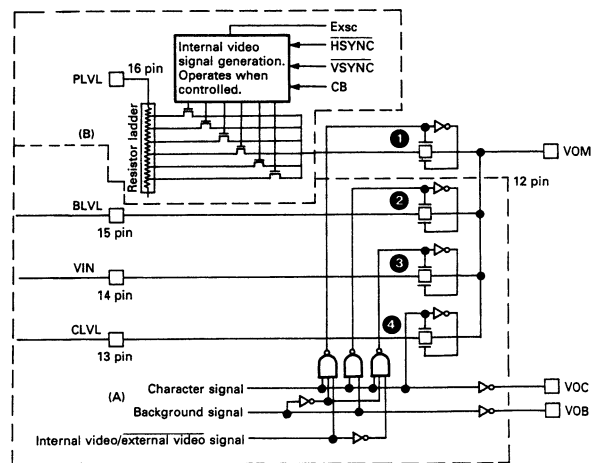 Exsc
Internal video
signal generation.
Operates when
controlled.
HSYNC
VSYNC
CB
16 pin
PLVL
(B)
Resistor ladder
1
VOM
12 pin
2
BLVL
15 pin
3
VIN
14 pin
4
CLVL
13 pin
(A)
Character signal
VOC
Background signal
VOB
Internal video/external video signal